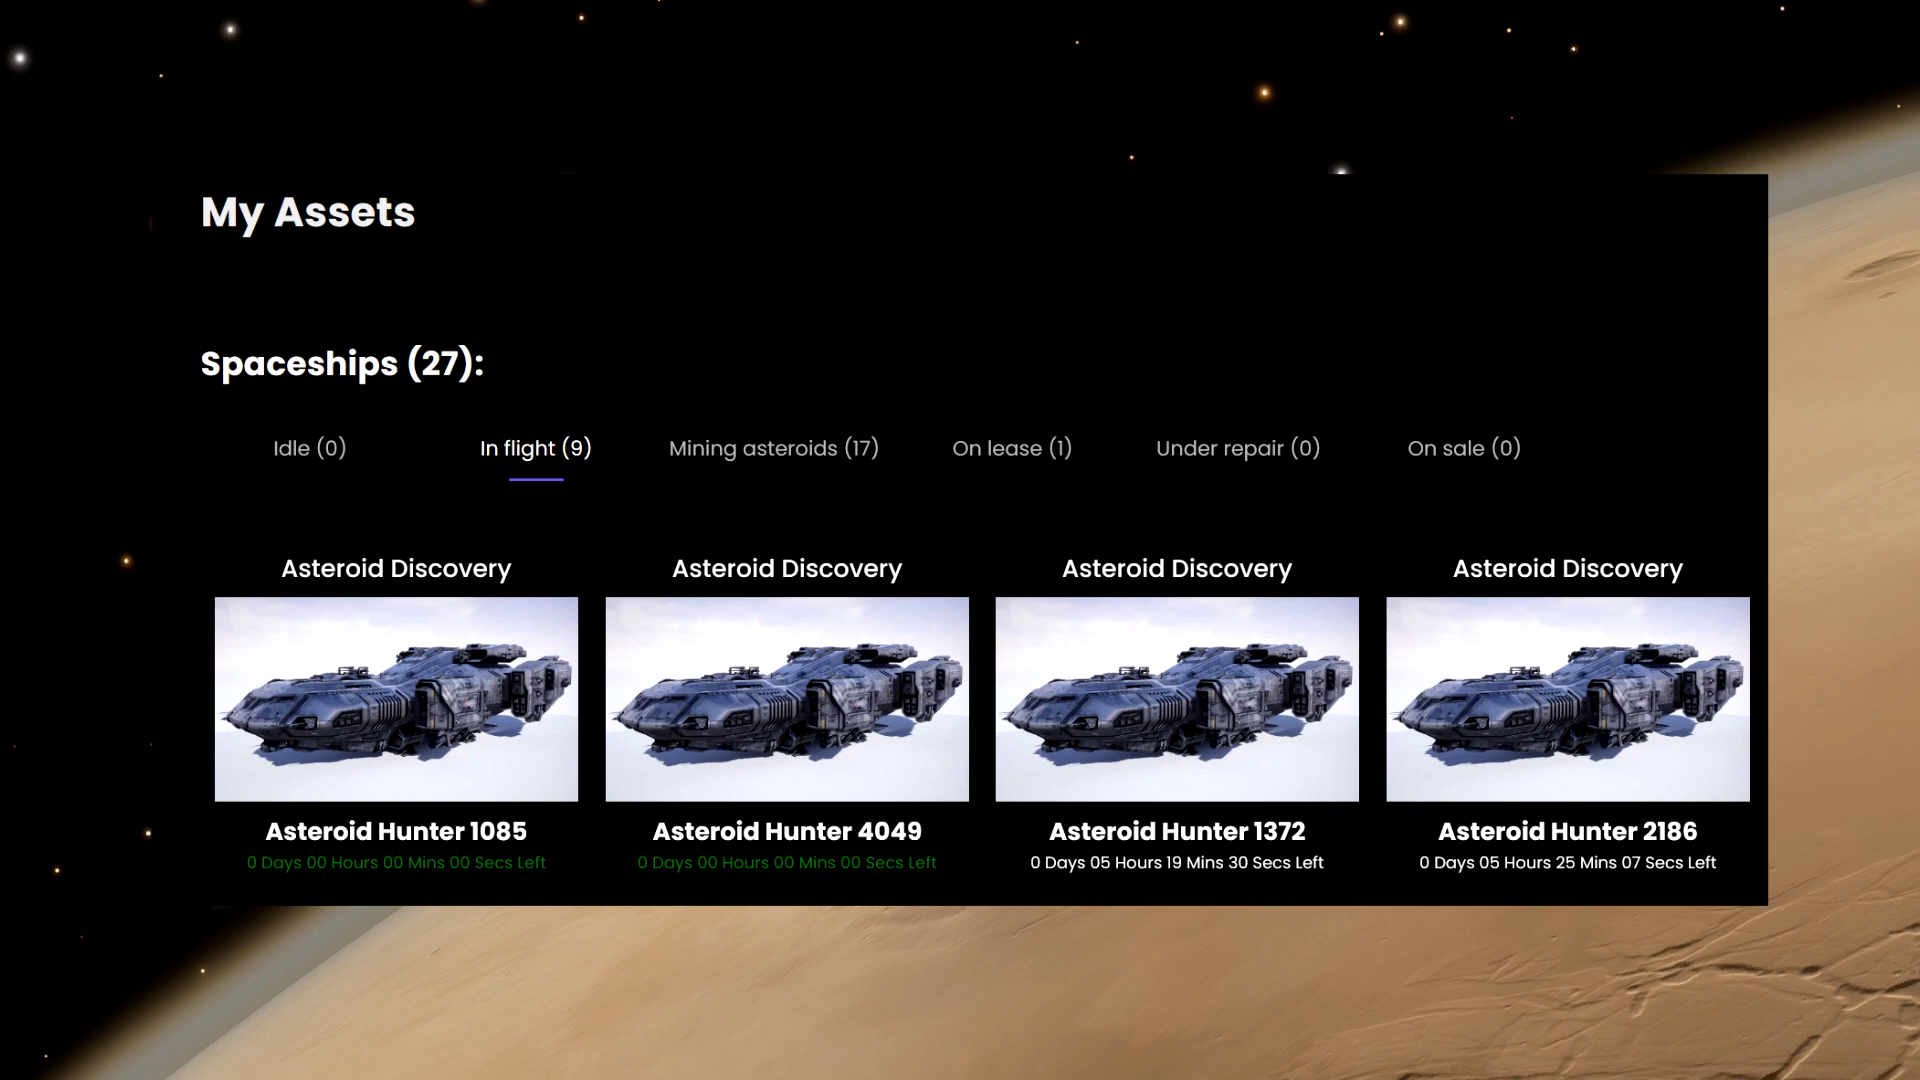 My Assets
Spaceships (27):
Idle (0) In flight (9) Mining asteroids (17) On lease (1) Under repair (0) On sale (0)
Asteroid Discovery Asteroid Discovery Asteroid Discovery Asteroid Discovery
Asteroid Hunter 1085 Asteroid Hunter 4049 Asteroid Hunter 1372 Asteroid Hunter 2186
0 Days 00 Hours 00 Mins 00 Secs Left 0 Days 00 Hours 00 Mins 00 Secs Left 0 Days 05 Hours 19 Mins 30 Secs Left 0 Days 05 Hours 25 Mins 07 Secs Left